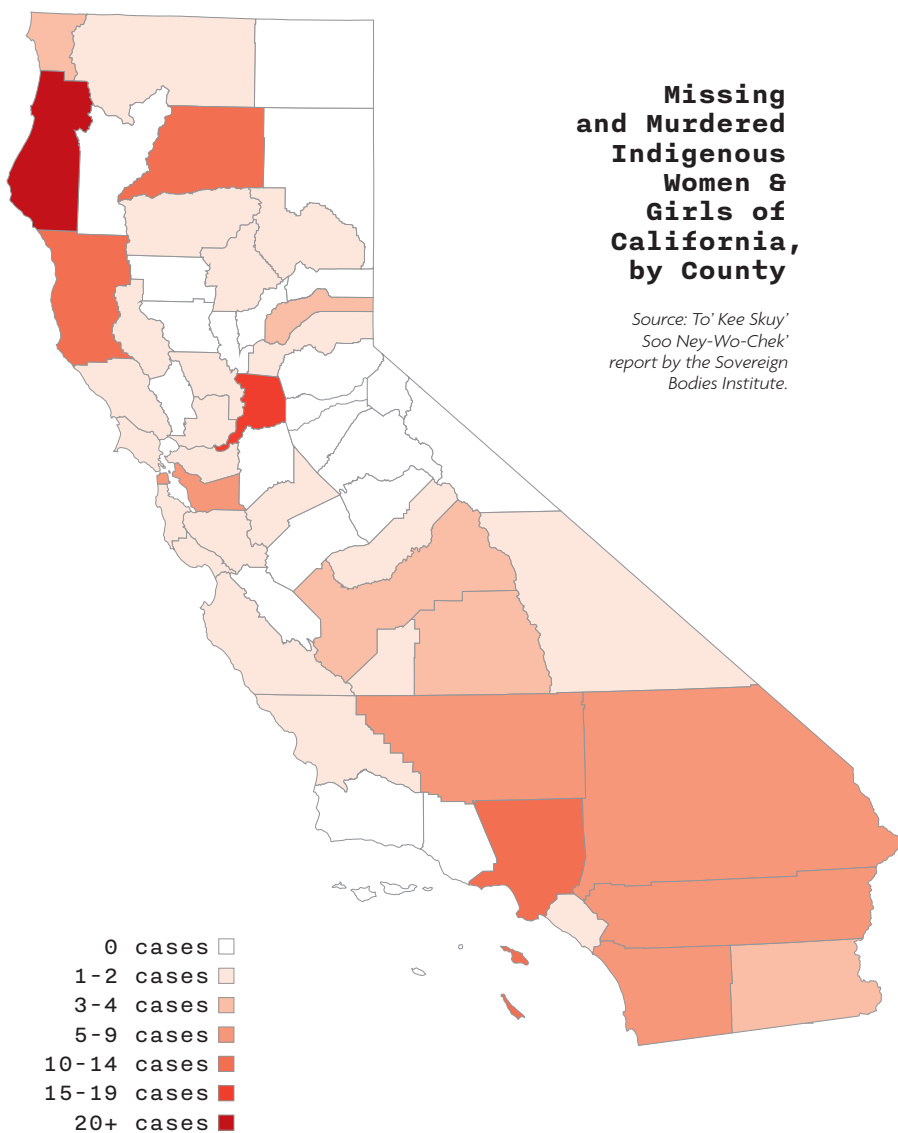 Missing
and Murdered
Indigenous
Women &
Girls of
California,
by County
Source: To' Kee Skuy'
Soo Ney-Wo-Chek'
report by the Sovereign
Bodies Institute.
0 cases
1-2 cases
3-4 cases
5-9 cases
10-14 cases
15-19 cases
20+ cases